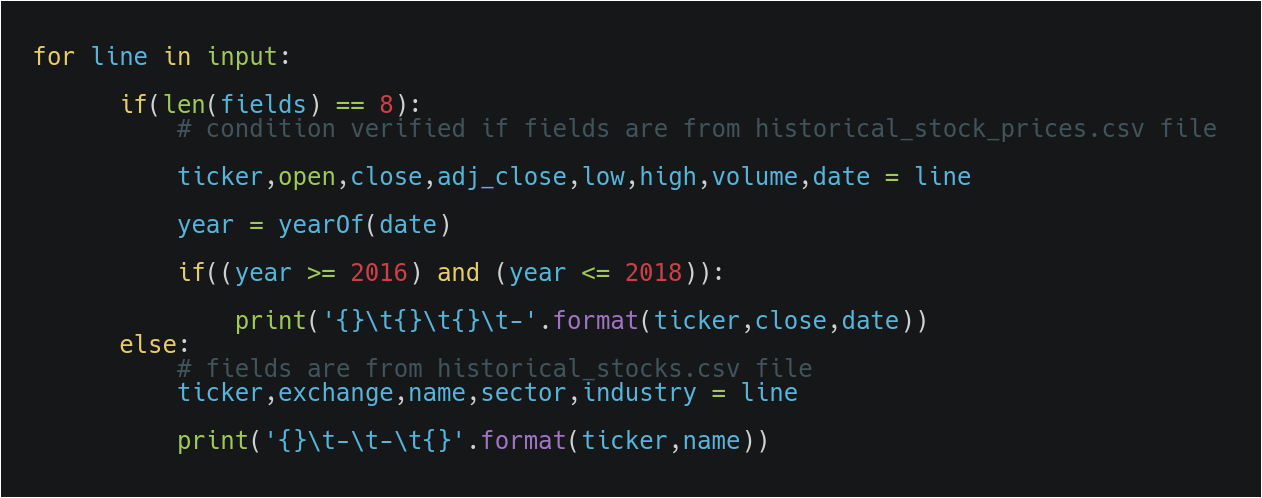 for line in input:
if(len(fields) == 8):
# condition verified if fields are from historical_stock_prices.csv file
ticker,open,close,adj_close,low,high,volume,date = line
year = yearOf(date)
if((year >= 2016) and (year <= 2018)):
print('{}\t{}\t{}\t-'.format(ticker,close,date))
else:
# fields are from historical_stocks.csv file
ticker,exchange,name,sector,industry = line
print('{}\t-\t-\t{}'.format(ticker,name))